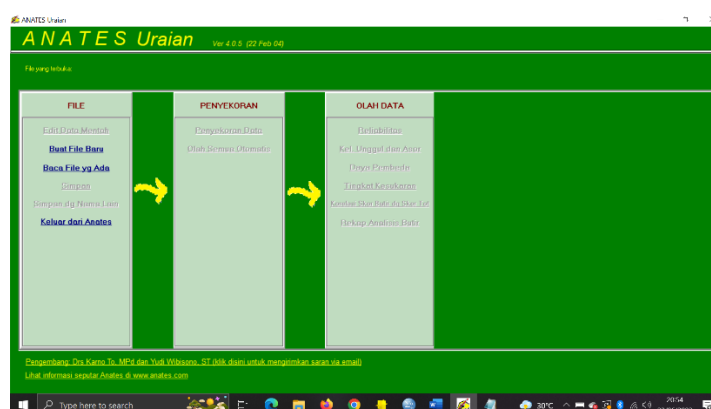 ANATES Uraian
ANATES Uraian Ver 4.0.5 (22 Feb 04)
File yang terbuka:
FILE
Edit Data Mentah
Buat File Baru
Baca File yg Ada
Simpan
Simpan dg Nama Lain
Keluar dari Anates
PENYEKORAN
Penyekoran Data
Olah Semua Otomatis
OLAH DATA
Reliabilitas
Kel. Unggul dan Asor
Daya Pembeda
Tingkat Kesukaran
Korelasi Skor Butir dg Skor Tot
Rekap Analisis Butir
Pengembang: Drs Karno To, MPd dan Yudi Wibisono, ST (klik disini untuk mengirimkan saran via email)
Lihat informasi seputar Anates di www.anates.com
Type here to search
30°C
20:54